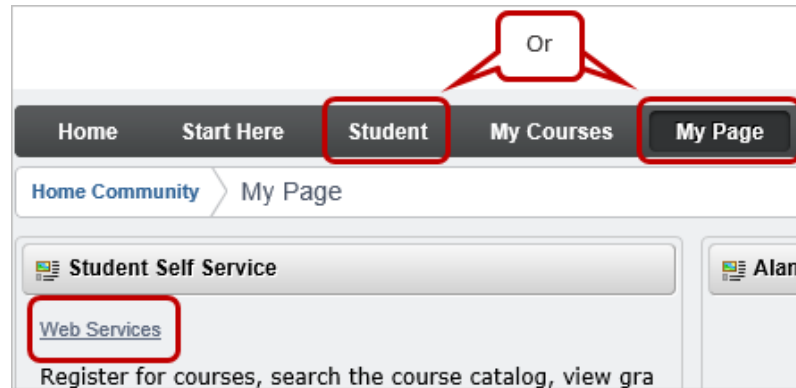 Or
Home Start Here Student My Courses My Page
Home Community My Page
Student Self Service
Web Services
Register for courses, search the course catalog, view gra